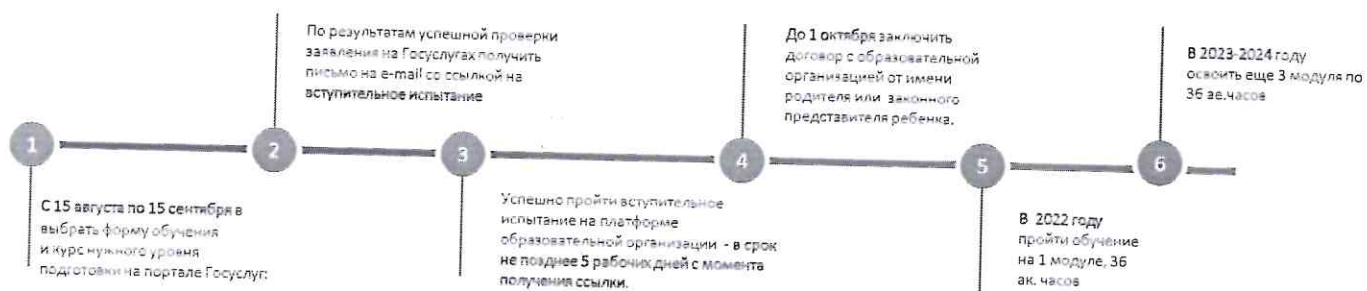 1
С 15 августа по 15 сентября в
выбрать форму обучения
и курс нужного уровня
подготовки на портале Госуслуг:
2
По результатам успешной проверки
заявления на Госуслугах получить
письмо на e-mail со ссылкой на
вступительное испытание
3
Успешно пройти вступительное
испытание на платформе
образовательной организации - в срок
не позднее 5 рабочих дней с момента
получения ссылки.
4
До 1 октября заключить
договор с образовательной
организацией от имени
родителя или законного
представителя ребенка.
5
В 2022 году
пройти обучение
на 1 модуле, 36
ак. часов
6
В 2023-2024 году
освоить еще 3 модуля по
36 ае.часов